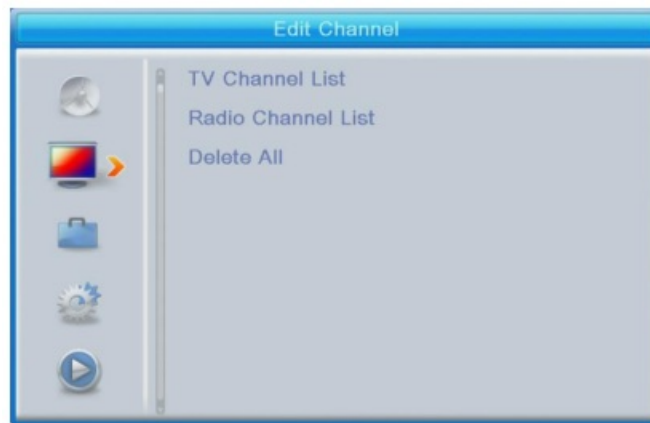 Edit Channel
TV Channel List
Radio Channel List
Delete All